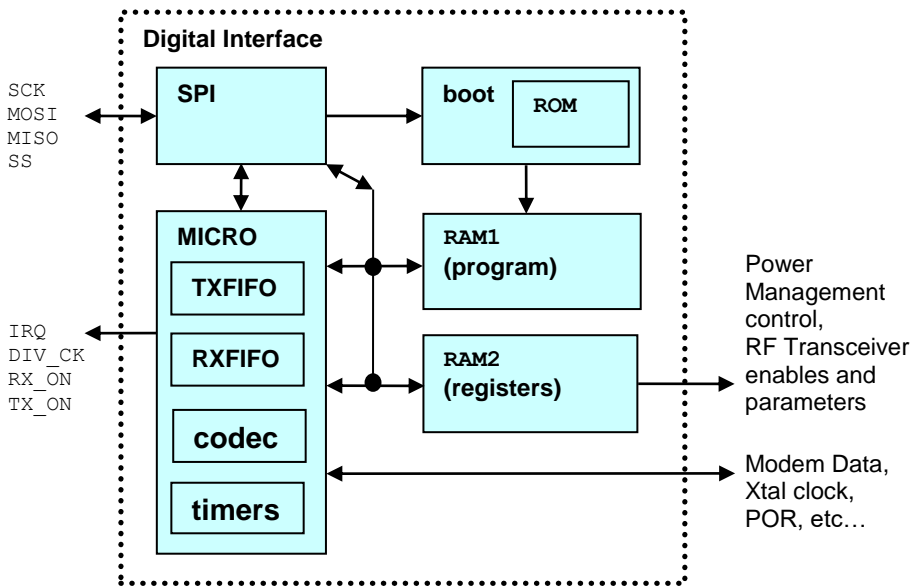 Digital Interface
SCK
MOSI
MISO
SS
SPI
boot
ROM
MICRO
TXFIFO
RXFIFO
codec
timers
RAM1
(program)
RAM2
(registers)
IRQ
DIV_CK
RX_ON
TX_ON
Power
Management
control,
RF Transceiver
enables and
parameters
Modem Data,
Xtal clock,
POR, etc…